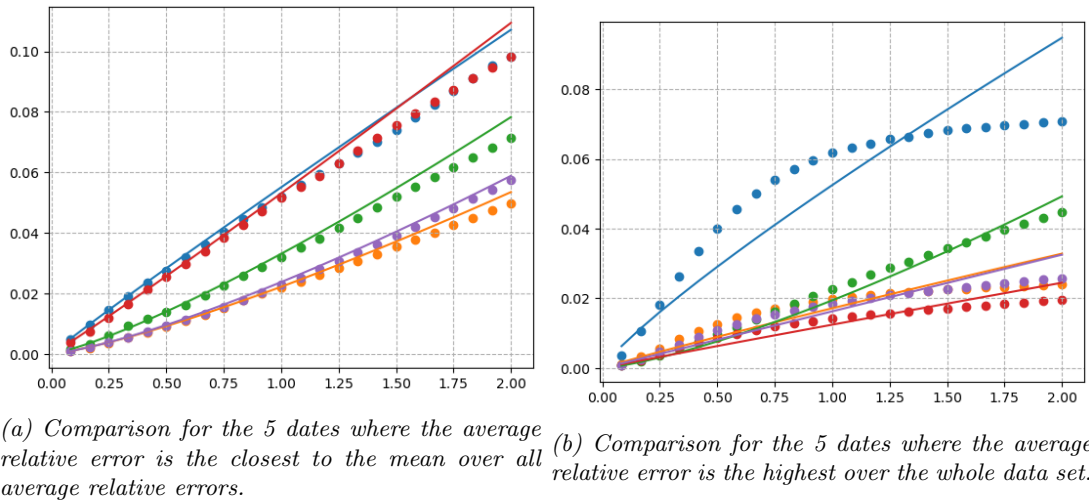 0.10
0.08
0.06
0.04
0.02
0.00
0.00 0.25 0.50 0.75 1.00 1.25 1.50 1.75 2.00
(a) Comparison for the 5 dates where the average
relative error is the closest to the mean over all
average relative errors.
0.08
0.06
0.04
0.02
0.00
0.00 0.25 0.50 0.75 1.00 1.25 1.50 1.75 2.00
(b) Comparison for the 5 dates where the average
relative error is the highest over the whole data set.